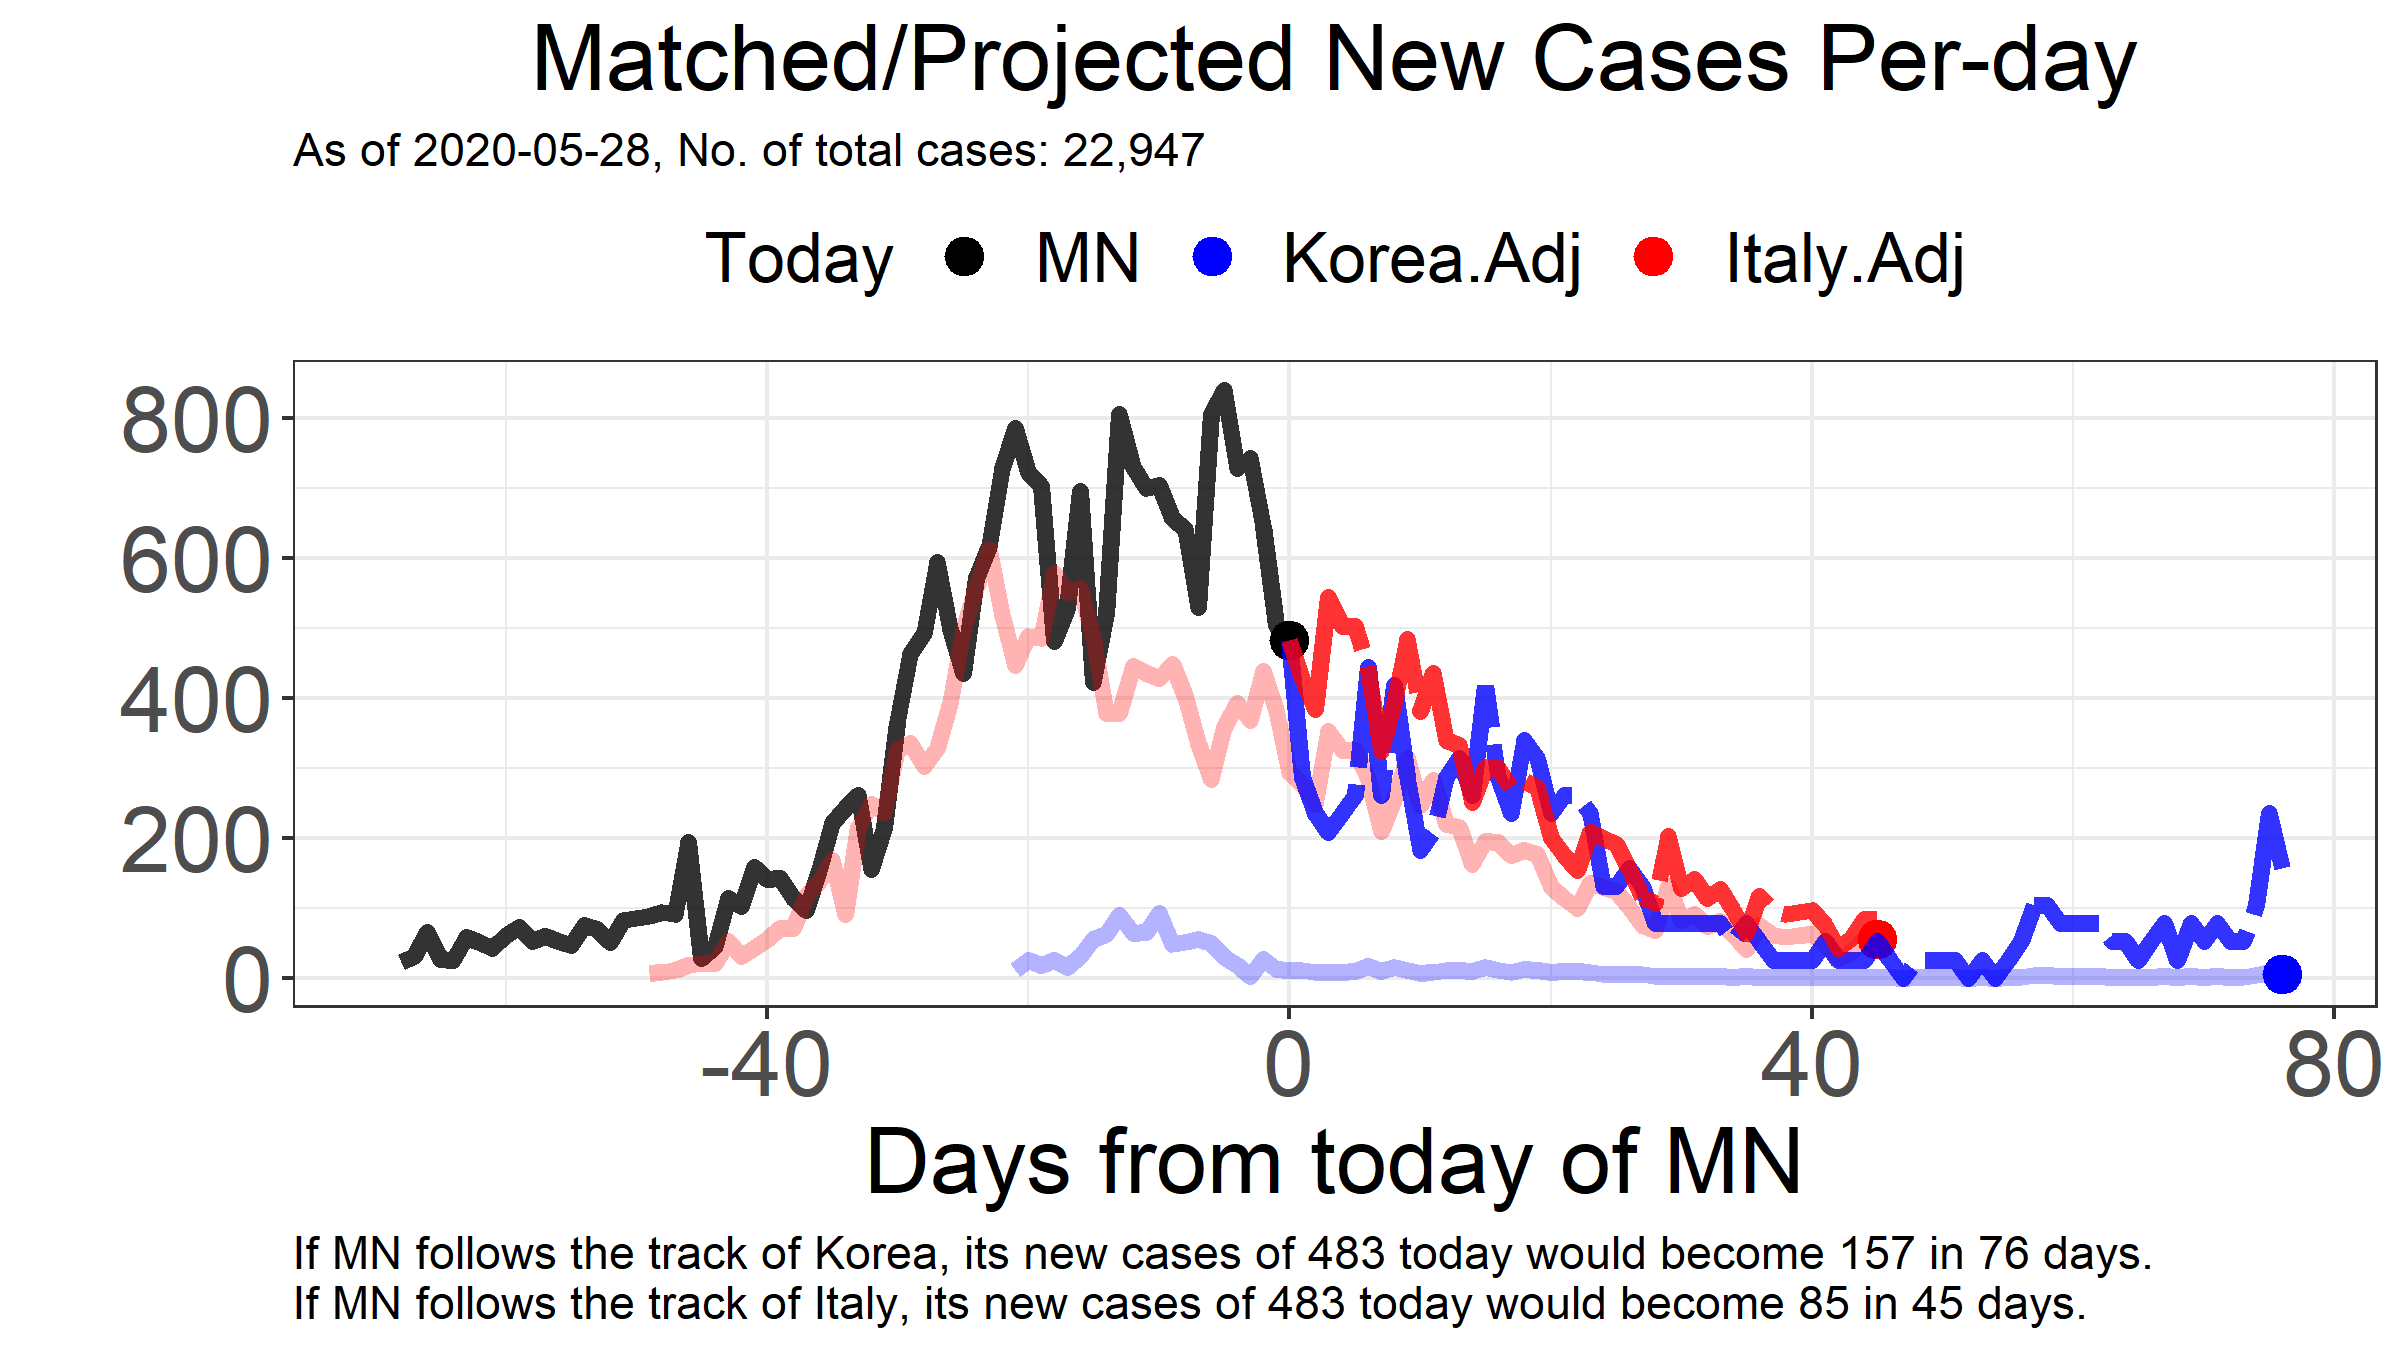 Matched/Projected New Cases Per-day
As of 2020-05-28, No. of total cases: 22,947
Today MN Korea.Adj Italy.Adj
800
600
400
200
0
-40 0 40 80
Days from today of MN
If MN follows the track of Korea, its new cases of 483 today would become 157 in 76 days.
If MN follows the track of Italy, its new cases of 483 today would become 85 in 45 days.